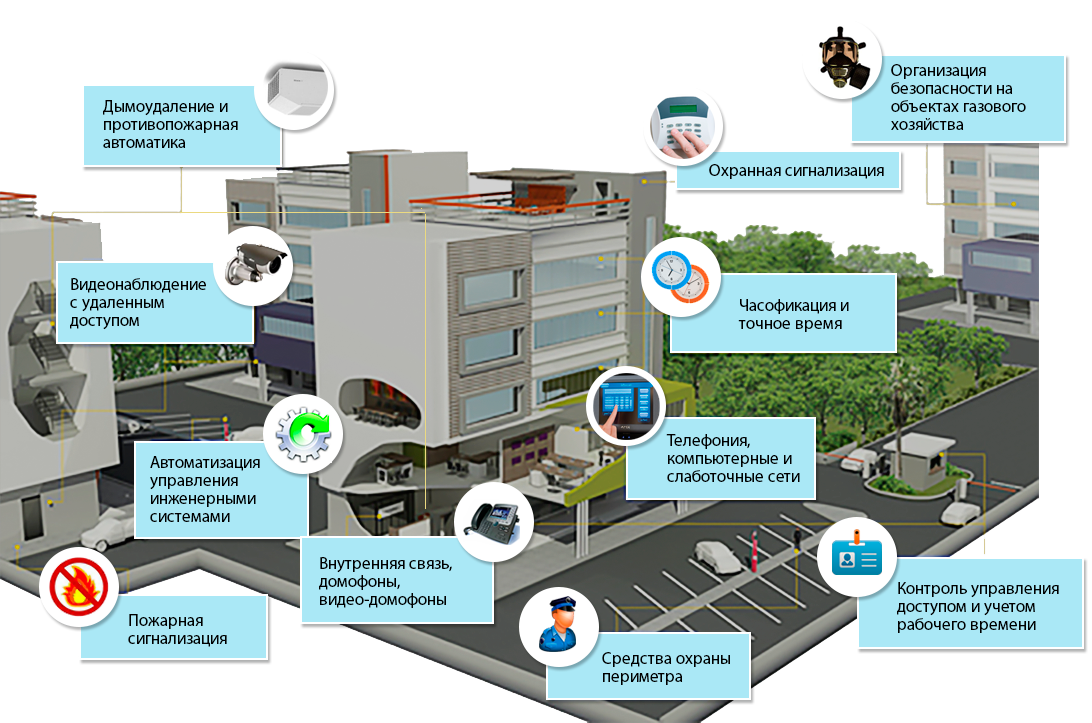 Дымоудаление и
противопожарная
автоматика
Организация
безопасности на
объектах газового
хозяйства
Охранная сигнализация
Видеонаблюдение
с удаленным
доступом
Часофикация и
точное время
Автоматизация
управления
инженерными
системами
Телефония,
компьютерные и
слаботочные сети
Внутренняя связь,
домофоны,
видео-домофоны
Контроль управления
доступом и учетом
рабочего времени
Пожарная
сигнализация
Средства охраны
периметра